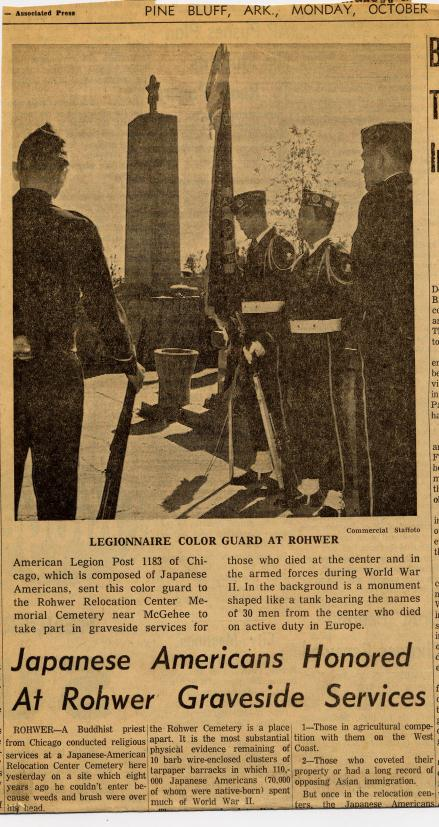 — Associated Press
PINE BLUFF, ARK., MONDAY, OCTOBER
Commercial Staffoto
LEGIONNAIRE COLOR GUARD AT ROHWER
American Legion Post 1183 of Chi-
cago, which is composed of Japanese
Americans, sent this color guard to
the Rohwer Relocation Center Me-
morial Cemetery near McGehee to
take part in graveside services for
those who died at the center and in
the armed forces during World War
II. In the background is a monument
shaped like a tank bearing the names
of 30 men from the center who died
on active duty in Europe.
Japanese Americans Honored
At Rohwer Graveside Services
ROHWER—A Buddhist priest
from Chicago conducted religious
services at a Japanese-American
Relocation Center Cemetery here
yesterday on a site which eight
years ago he couldn't enter be-
cause weeds and brush were over
his head.
the Rohwer Cemetery is a place
apart. It is the most substantial
physical evidence remaining of
10 barb wire-enclosed clusters of
tarpaper barracks in which 110,-
000 Japanese Americans (70,000
of whom were native-born) spent
much of World War II.
1—Those in agricultural compe-
tition with them on the West
Coast.
2—Those who coveted their
property or had a long record of
opposing Asian immigration.
But once in the relocation cen-
ters, the Japanese Americans